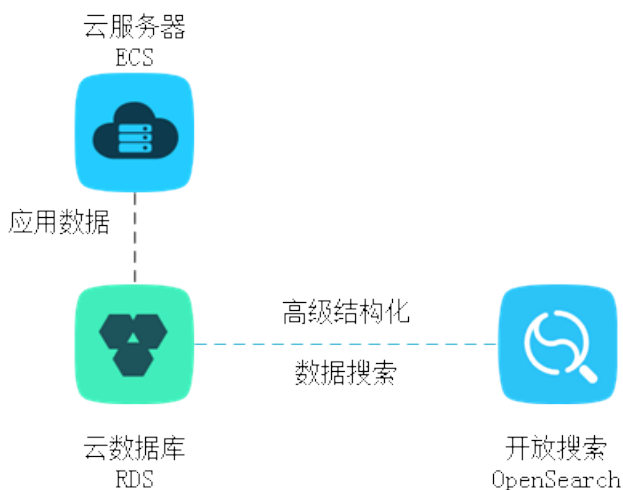 云服务器
ECS
应用数据
高级结构化
数据搜索
云数据库
RDS
开放搜索
OpenSearch